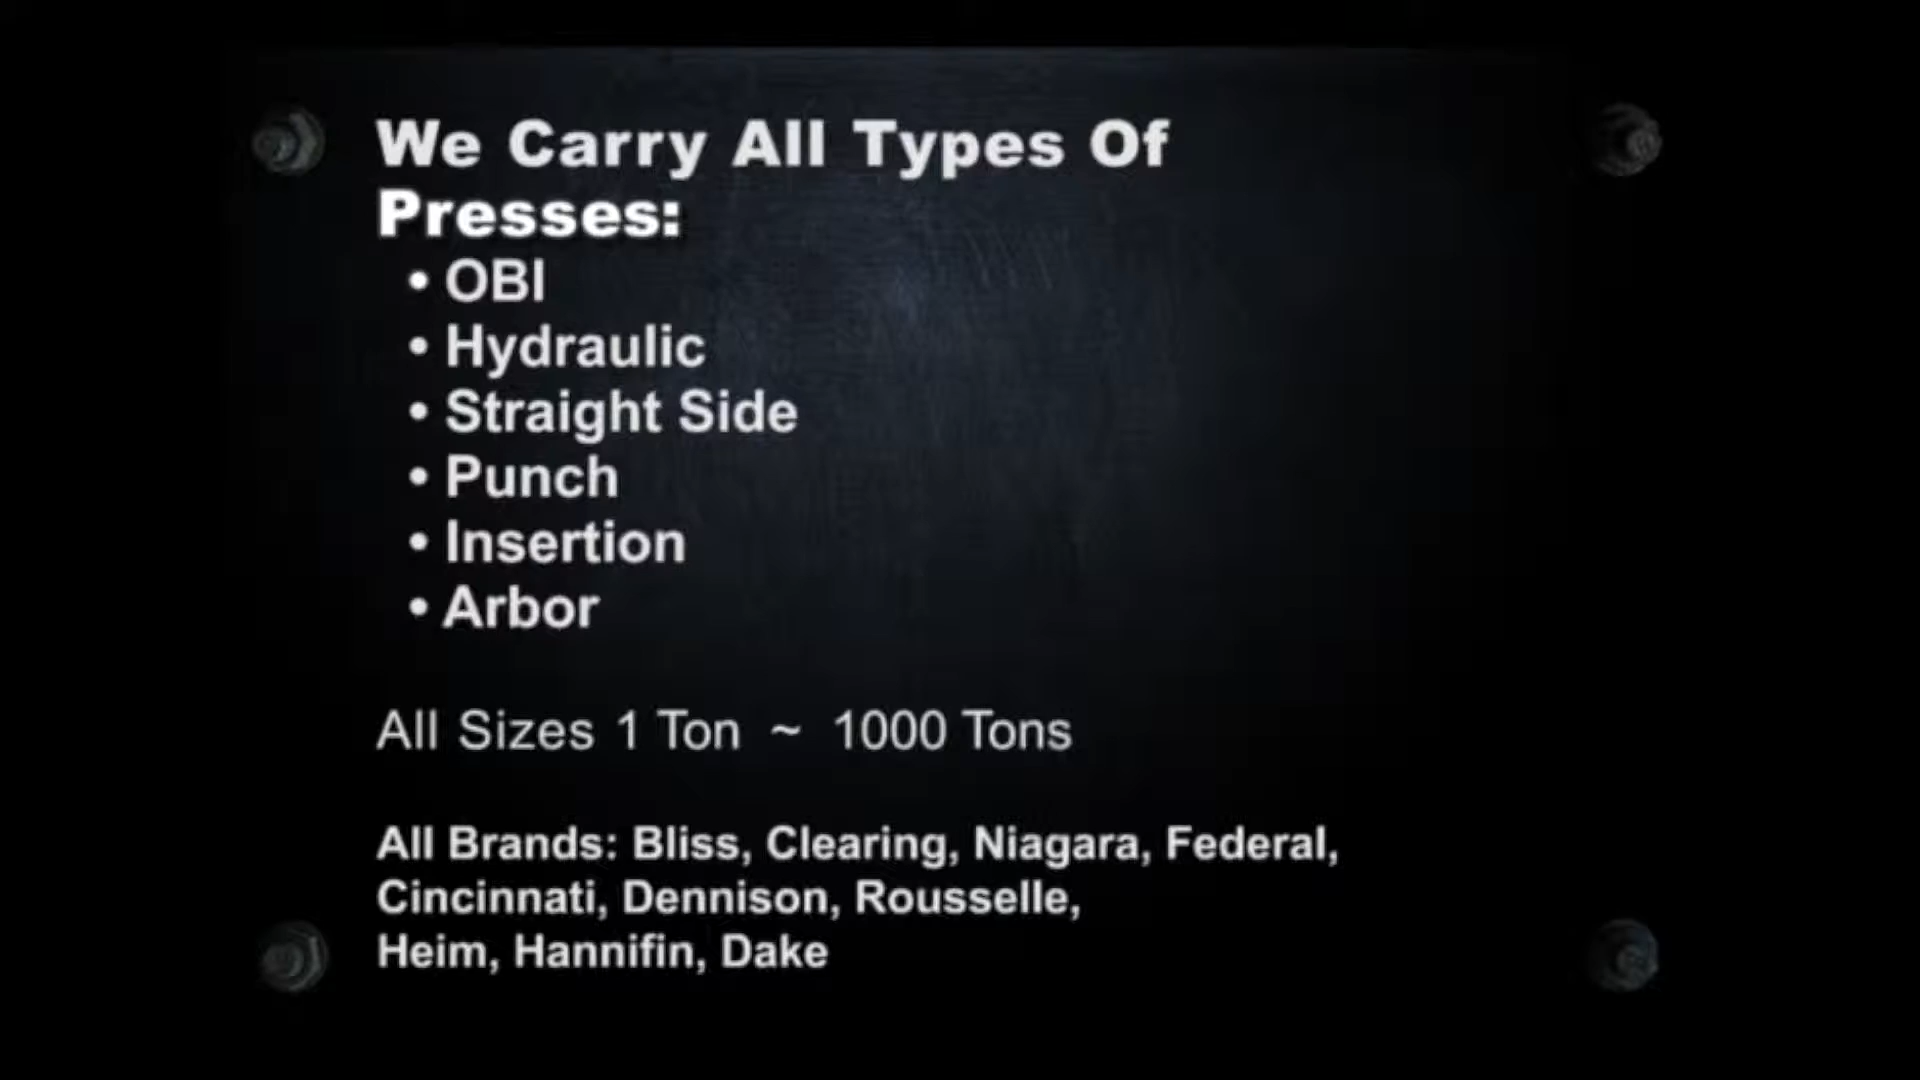 We Carry All Types Of
Presses:
• OBI
• Hydraulic
• Straight Side
• Punch
• Insertion
• Arbor
All Sizes 1 Ton ~ 1000 Tons
All Brands: Bliss, Clearing, Niagara, Federal,
Cincinnati, Dennison, Rousselle,
Heim, Hannifin, Dake